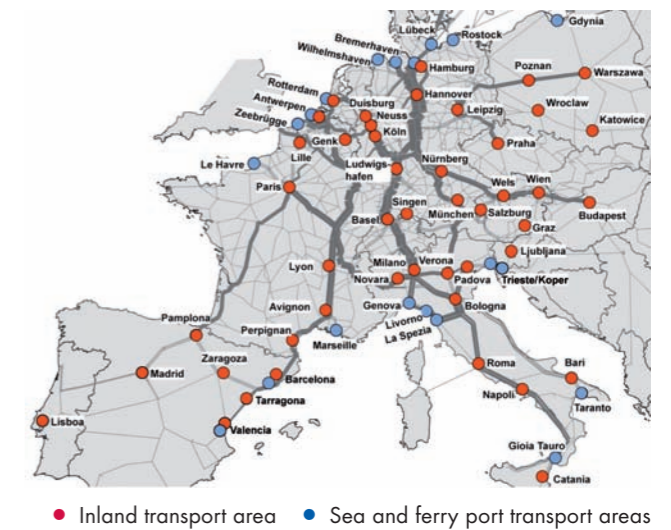 Gdynia
Lübeck
Rostock
Bremerhaven
Wilhelmshaven
Hamburg
Poznan
Warszawa
Rotterdam
Hannover
Duisburg
Antwerpen
Neuss
Leipzig
Wroclaw
Zeebrügge
Köln
Katowice
Genk
Praha
Lille
Le Havre
Ludwigs-
hafen
Nürnberg
Paris
Wels
Wien
Singen
Basel
München
Salzburg
Budapest
Graz
Ljubljana
Milano
Verona
Lyon
Novara
Padova
Trieste/Koper
Avignon
Genova
Bologna
Livorno
La Spezia
Pamplona
Perpignan
Marseille
Zaragoza
Roma
Bari
Madrid
Barcelona
Napoli
Tarragona
Taranto
Lisboa
Valencia
Gioia Tauro
Catania
Inland transport area
Sea and ferry port transport areas